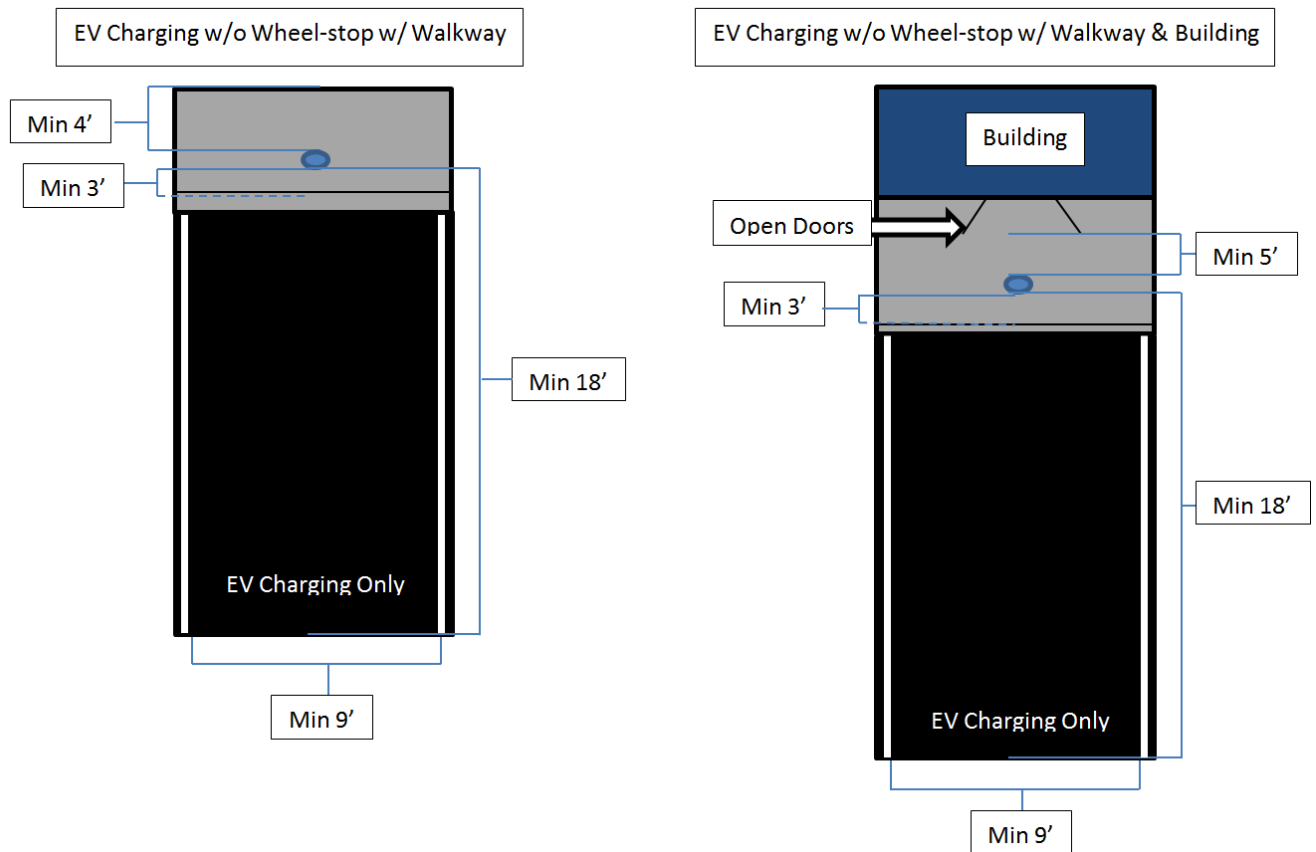 EV Charging w/o Wheel-stop w/ Walkway
Min 4’
Min 3’
Min 18’
EV Charging Only
Min 9’
EV Charging w/o Wheel-stop w/ Walkway & Building
Building
Open Doors
Min 5’
Min 3’
Min 18’
EV Charging Only
Min 9’